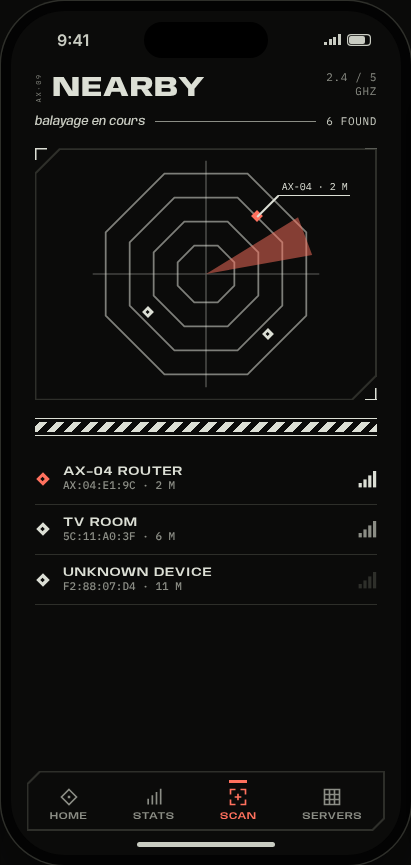 9:41
AX-09
NEARBY
2.4 / 5
GHZ
balayage en cours
6 FOUND
AX-04 · 2 M
AX-04 ROUTER
AX:04:E1:9C · 2 M
TV ROOM
5C:11:A0:3F · 6 M
UNKNOWN DEVICE
F2:88:07:D4 · 11 M
HOME
STATS
SCAN
SERVERS